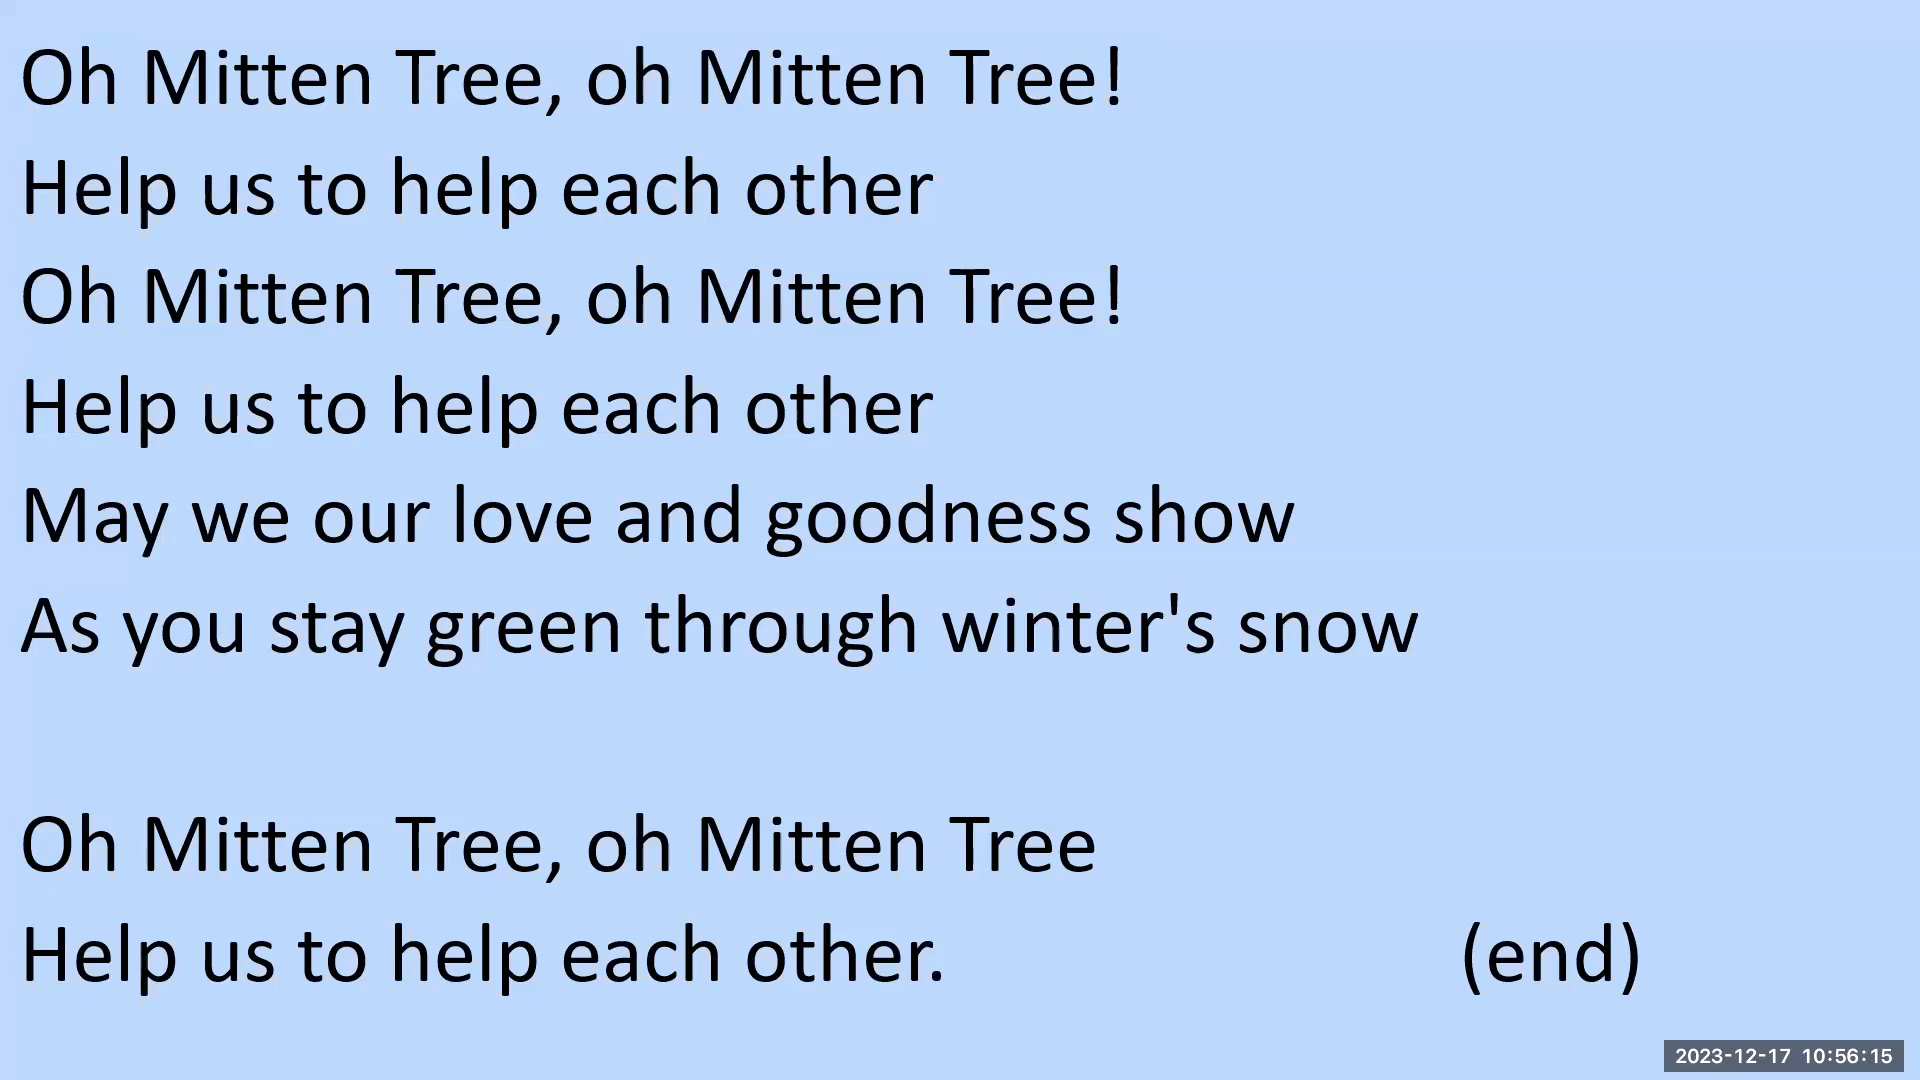 Oh Mitten Tree, oh Mitten Tree!
Help us to help each other
Oh Mitten Tree, oh Mitten Tree!
Help us to help each other
May we our love and goodness show
As you stay green through winter's snow
Oh Mitten Tree, oh Mitten Tree
Help us to help each other. (end)
2023-12-17 10:56:15